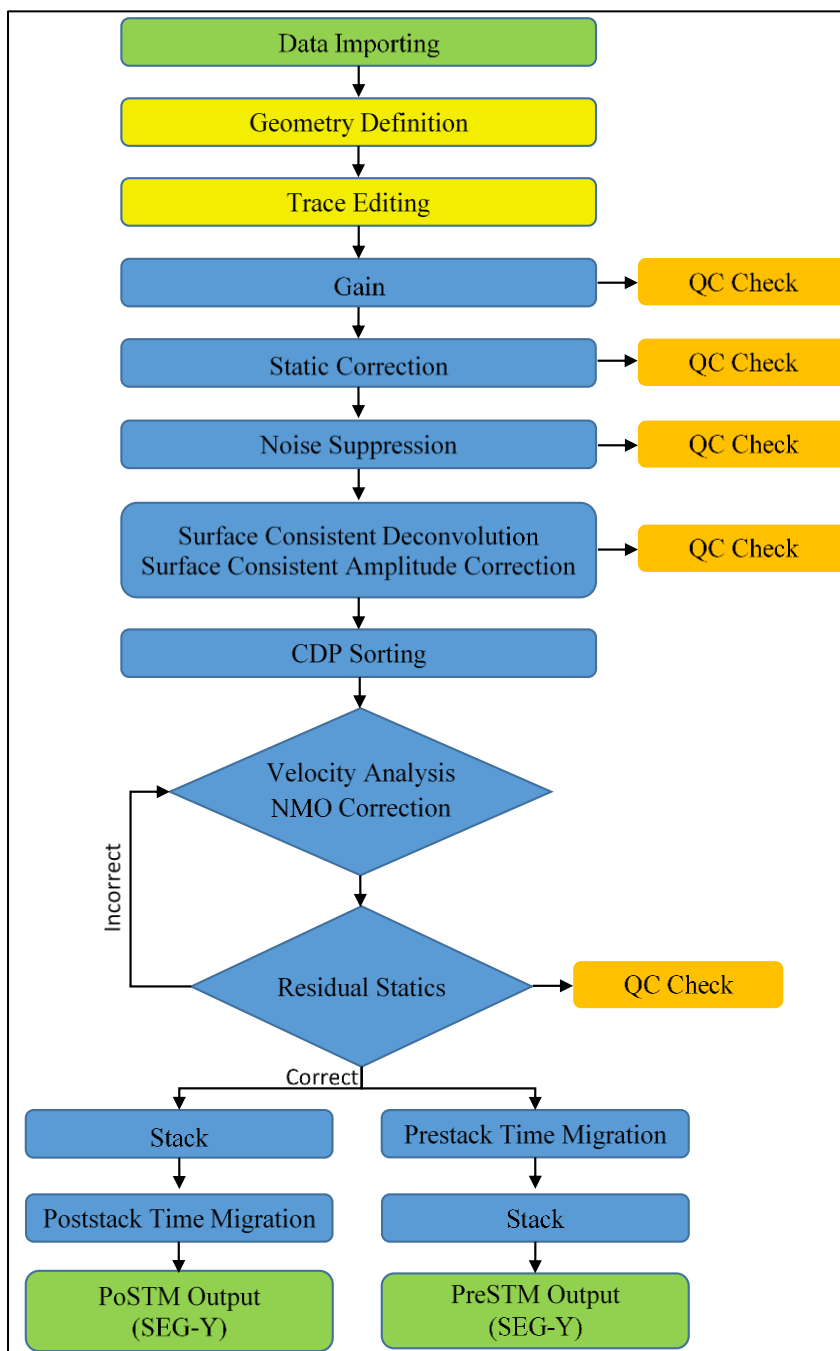 Data Importing
Geometry Definition
Trace Editing
Gain
QC Check
Static Correction
QC Check
Noise Suppression
QC Check
Surface Consistent Deconvolution
Surface Consistent Amplitude Correction
QC Check
CDP Sorting
Velocity Analysis
NMO Correction
Incorrect
Residual Statics
QC Check
Correct
Stack
Poststack Time Migration
PoSTM Output
(SEG-Y)
Prestack Time Migration
Stack
PreSTM Output
(SEG-Y)